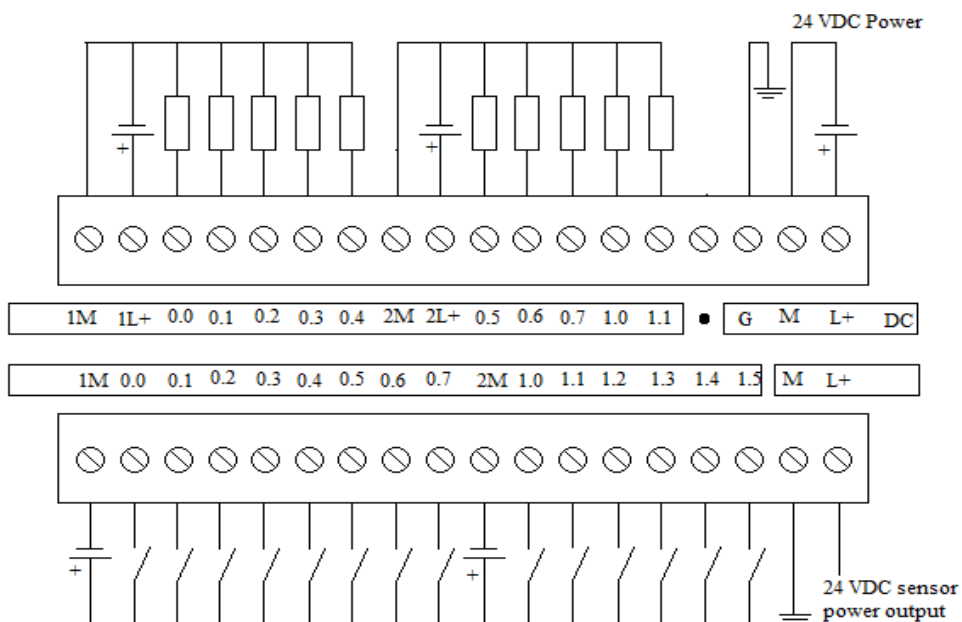 24 VDC Power
+ + +
1M 1L+ 0.0 0.1 0.2 0.3 0.4 2M 2L+ 0.5 0.6 0.7 1.0 1.1 G M L+ DC
1M 0.0 0.1 0.2 0.3 0.4 0.5 0.6 0.7 2M 1.0 1.1 1.2 1.3 1.4 1.5 M L+
+ +
24 VDC sensor
power output